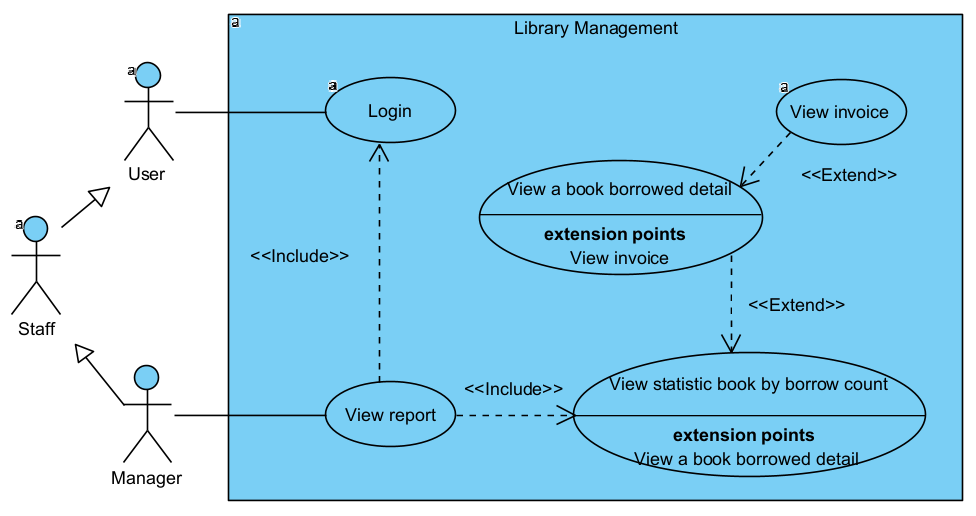 a
Library Management
a
User
a
Login
a
View invoice
<<Extend>>
View a book borrowed detail
extension points
View invoice
a
Staff
<<Include>>
<<Extend>>
Manager
View report
<<Include>>
View statistic book by borrow count
extension points
View a book borrowed detail